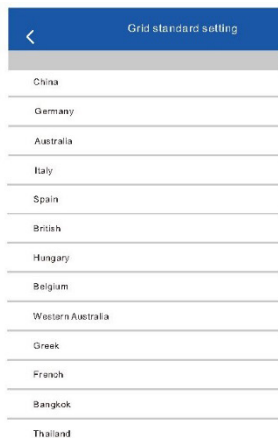 Grid standard setting
China
Germany
Australia
Italy
Spain
British
Hungary
Belgium
Western Australia
Greek
French
Bangkok
Thailand